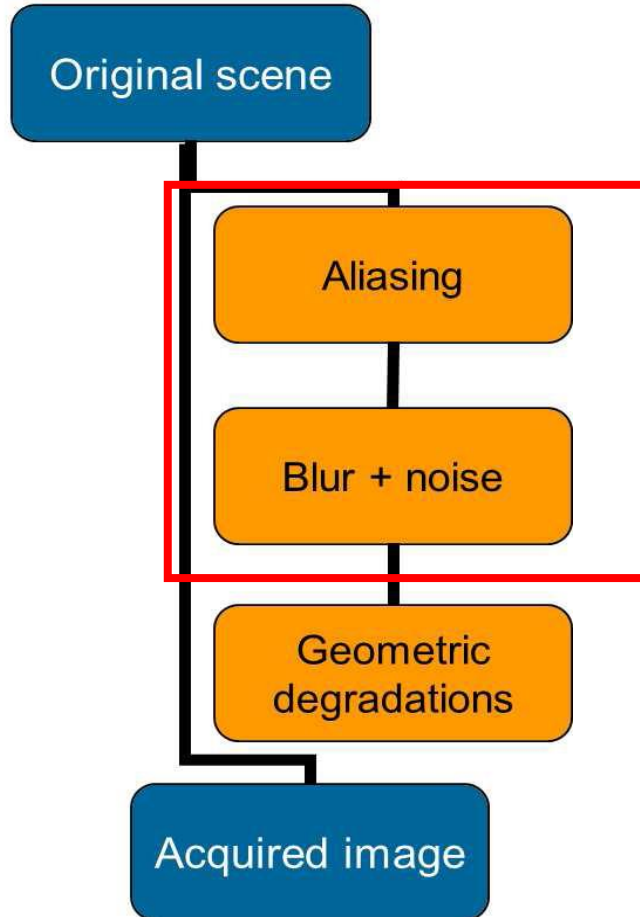 Original scene
Aliasing
Blur + noise
Geometric
degradations
Acquired image